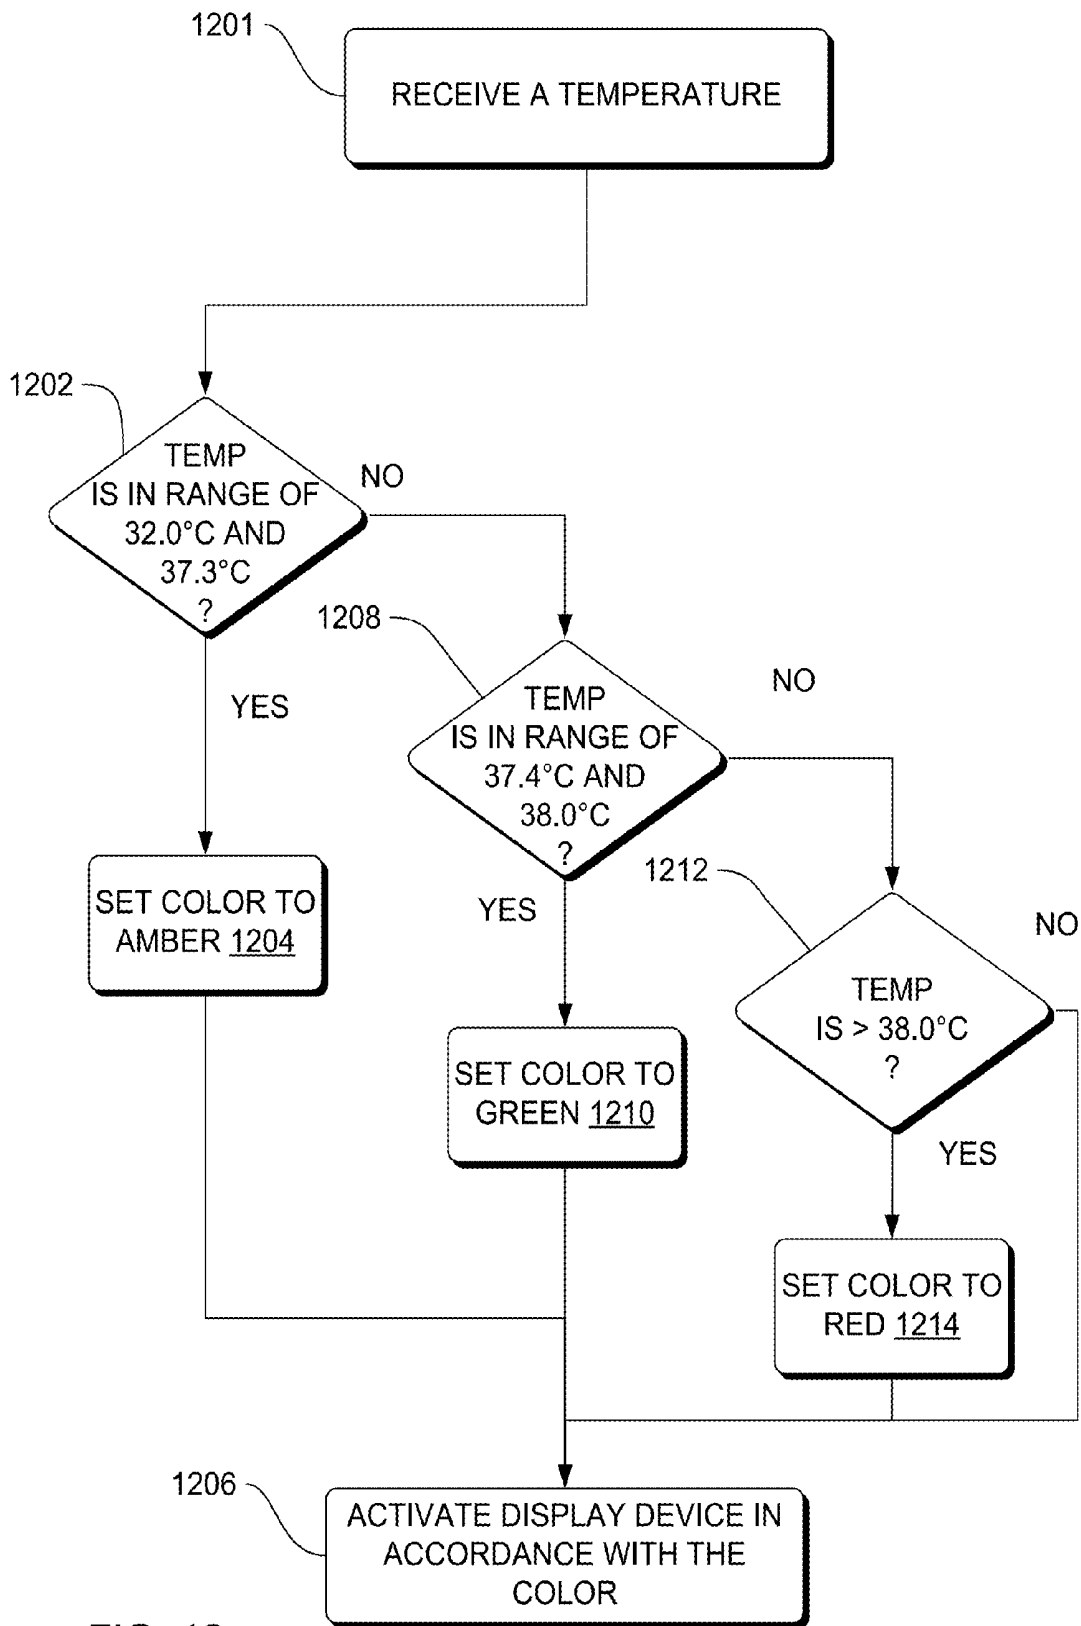 1201
RECEIVE A TEMPERATURE
1202
TEMP
IS IN RANGE OF
32.0°C AND
37.3°C
?
NO
YES
1208
TEMP
IS IN RANGE OF
37.4°C AND
38.0°C
?
NO
YES
SET COLOR TO
AMBER 1204
1212
TEMP
IS > 38.0°C
?
NO
YES
SET COLOR TO
GREEN 1210
SET COLOR TO
RED 1214
1206
ACTIVATE DISPLAY DEVICE IN
ACCORDANCE WITH THE
COLOR